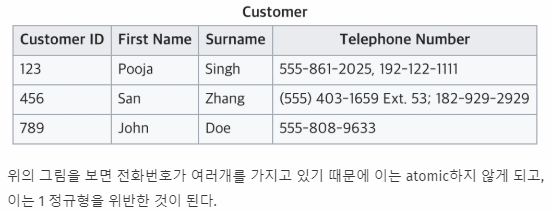 Customer
Customer ID First Name Surname Telephone Number
123 Pooja Singh 555-861-2025, 192-122-1111
456 San Zhang (555) 403-1659 Ext. 53; 182-929-2929
789 John Doe 555-808-9633
위의 그림을 보면 전화번호가 여러개를 가지고 있기 때문에 이는 atomic하지 않게 되고,
이는 1 정규형을 위반한 것이 된다.